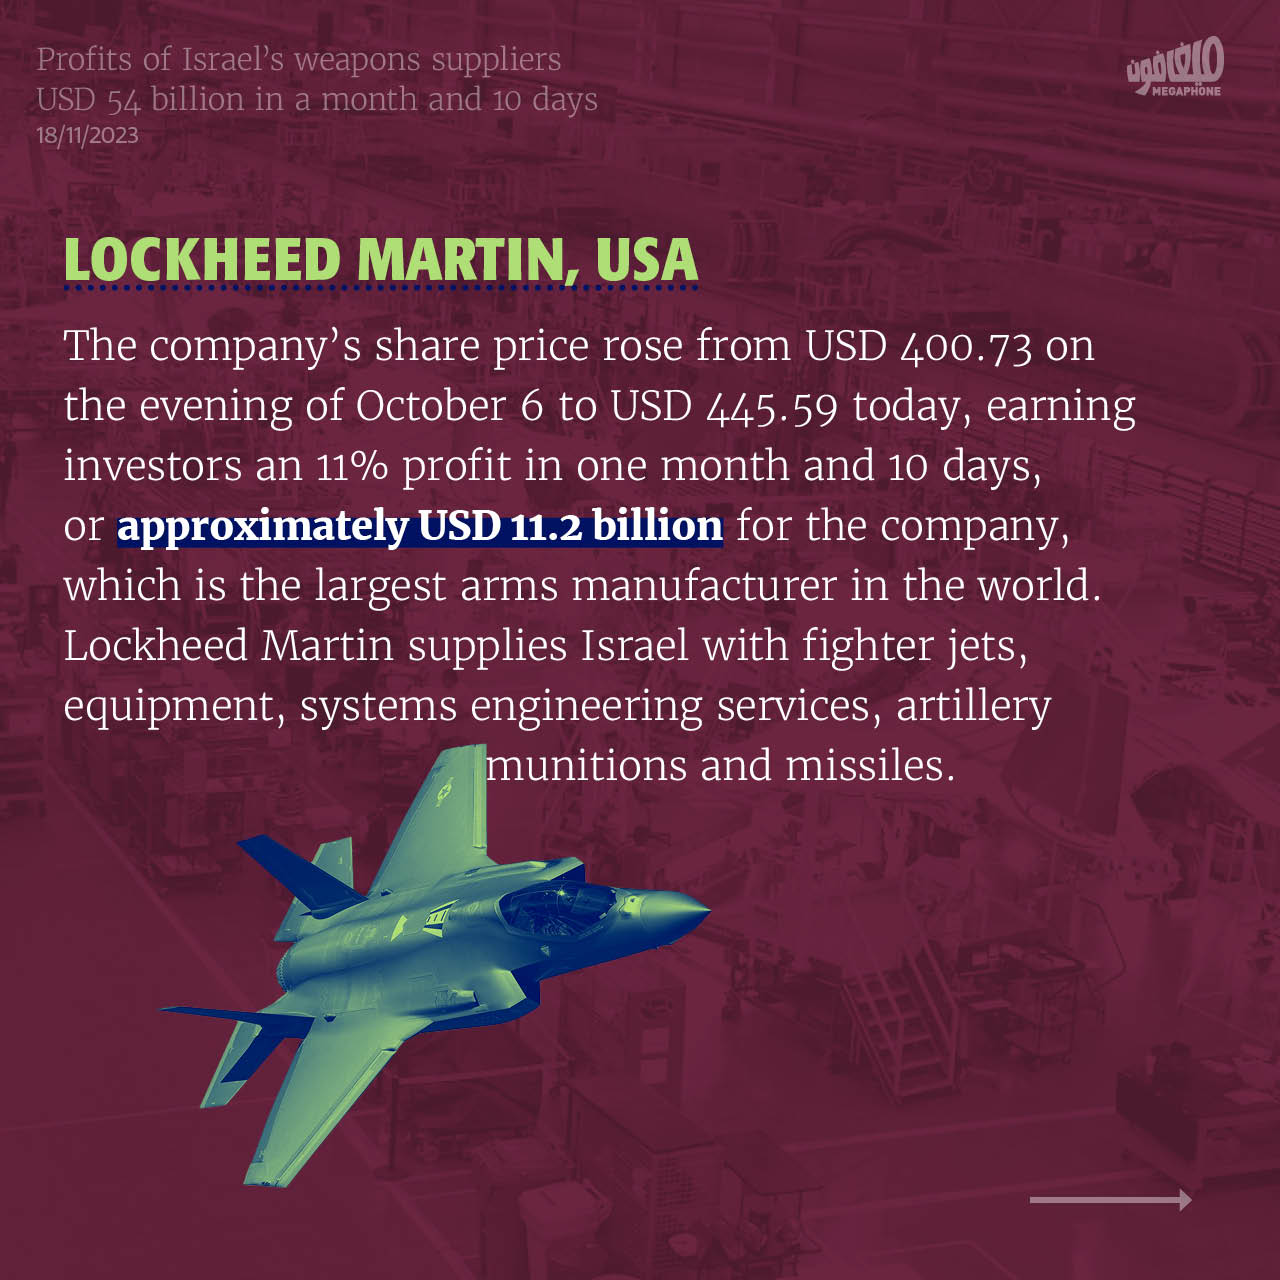 Profits of Israel’s weapons suppliers
USD 54 billion in a month and 10 days
18/11/2023
ميغافون
MEGAPHONE
LOCKHEED MARTIN, USA
The company’s share price rose from USD 400.73 on
the evening of October 6 to USD 445.59 today, earning
investors an 11% profit in one month and 10 days,
or approximately USD 11.2 billion for the company,
which is the largest arms manufacturer in the world.
Lockheed Martin supplies Israel with fighter jets,
equipment, systems engineering services, artillery
munitions and missiles.